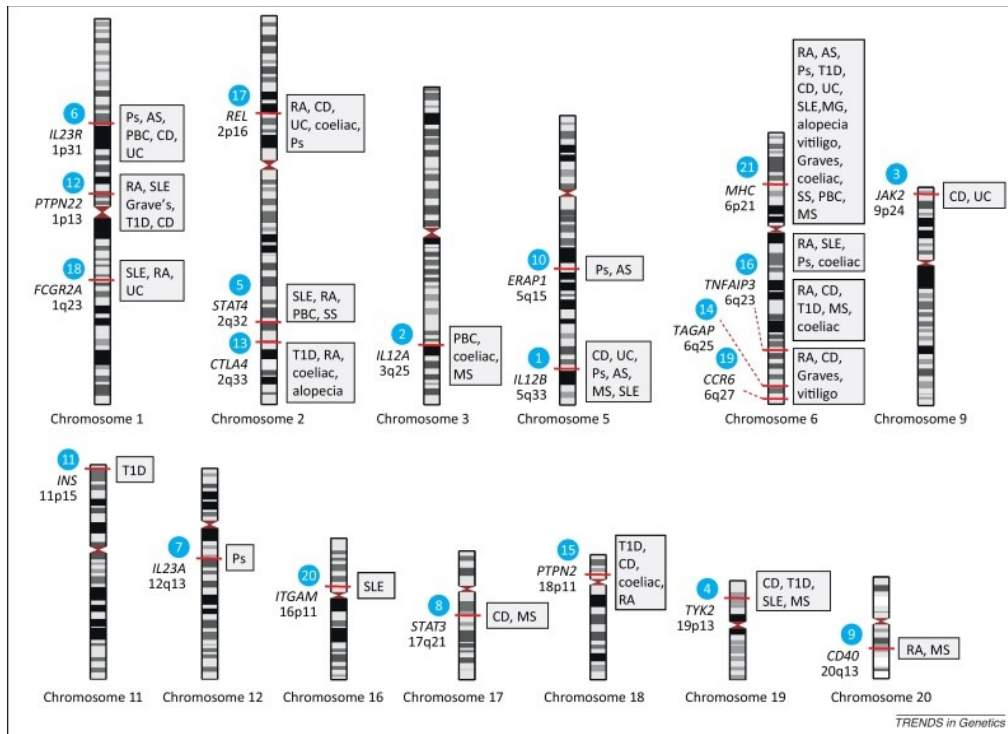 6
IL23R
1p31
Ps, AS,
PBC, CD,
UC
12
PTPN22
1p13
RA, SLE
Grave's,
T1D, CD
18
FCGR2A
1q23
SLE, RA,
UC
Chromosome 1
17
REL
2p16
RA, CD,
UC, coeliac,
Ps
5
STAT4
2q32
SLE, RA,
PBC, SS
13
CTLA4
2q33
T1D, RA,
coeliac,
alopecia
Chromosome 2
2
IL12A
3q25
PBC,
coeliac,
MS
Chromosome 3
10
ERAP1
5q15
Ps, AS
1
IL12B
5q33
CD, UC,
Ps, AS,
MS, SLE
Chromosome 5
21
MHC
6p21
RA, AS,
Ps, T1D,
CD, UC,
SLE,MG,
alopecia
vitiligo,
Graves,
coeliac,
SS, PBC,
MS
16
TNFAIP3
6q23
RA, SLE,
Ps, coeliac
14
TAGAP
6q25
RA, CD,
T1D, MS,
coeliac
19
CCR6
6q27
RA, CD,
Graves,
vitiligo
Chromosome 6
3
JAK2
9p24
CD, UC
Chromosome 9
11
INS
11p15
T1D
Chromosome 11
7
IL23A
12q13
Ps
Chromosome 12
20
ITGAM
16p11
SLE
Chromosome 16
8
STAT3
17q21
CD, MS
Chromosome 17
15
PTPN2
18p11
T1D,
CD,
coeliac,
RA
Chromosome 18
4
TYK2
19p13
CD, T1D,
SLE, MS
Chromosome 19
9
CD40
20q13
RA, MS
Chromosome 20
TRENDS in Genetics